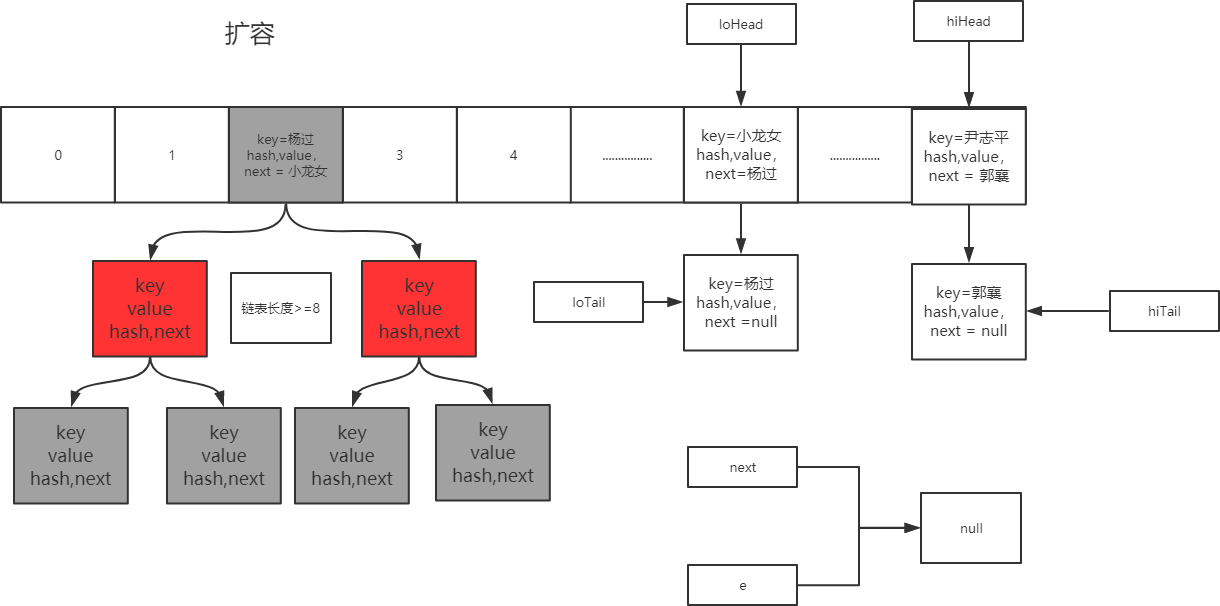 扩容
loHead
hiHead
0
1
key=杨过
hash,value,
next = 小龙女
3
4
...............
key=小龙女
hash,value,
next=杨过
...............
key=尹志平
hash,value,
next = 郭襄
key
value
hash,next
链表长度>=8
key
value
hash,next
loTail
key=杨过
hash,value,
next =null
key=郭襄
hash,value,
next = null
hiTail
key
value
hash,next
key
value
hash,next
key
value
hash,next
key
value
hash,next
next
null
e